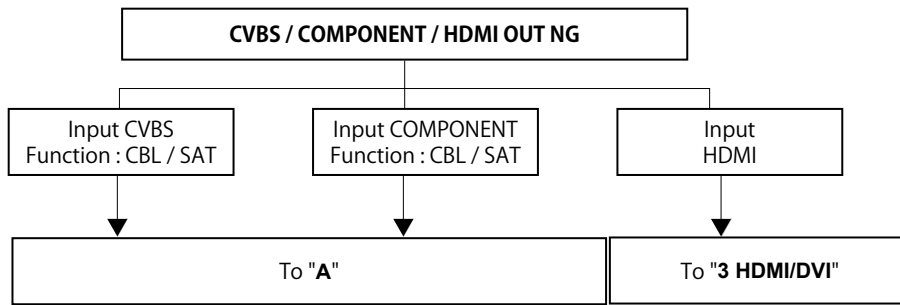 CVBS / COMPONENT / HDMI OUT NG
Input CVBS
Function : CBL / SAT
Input COMPONENT
Function : CBL / SAT
Input
HDMI
To "A"
To "3 HDMI/DVI"